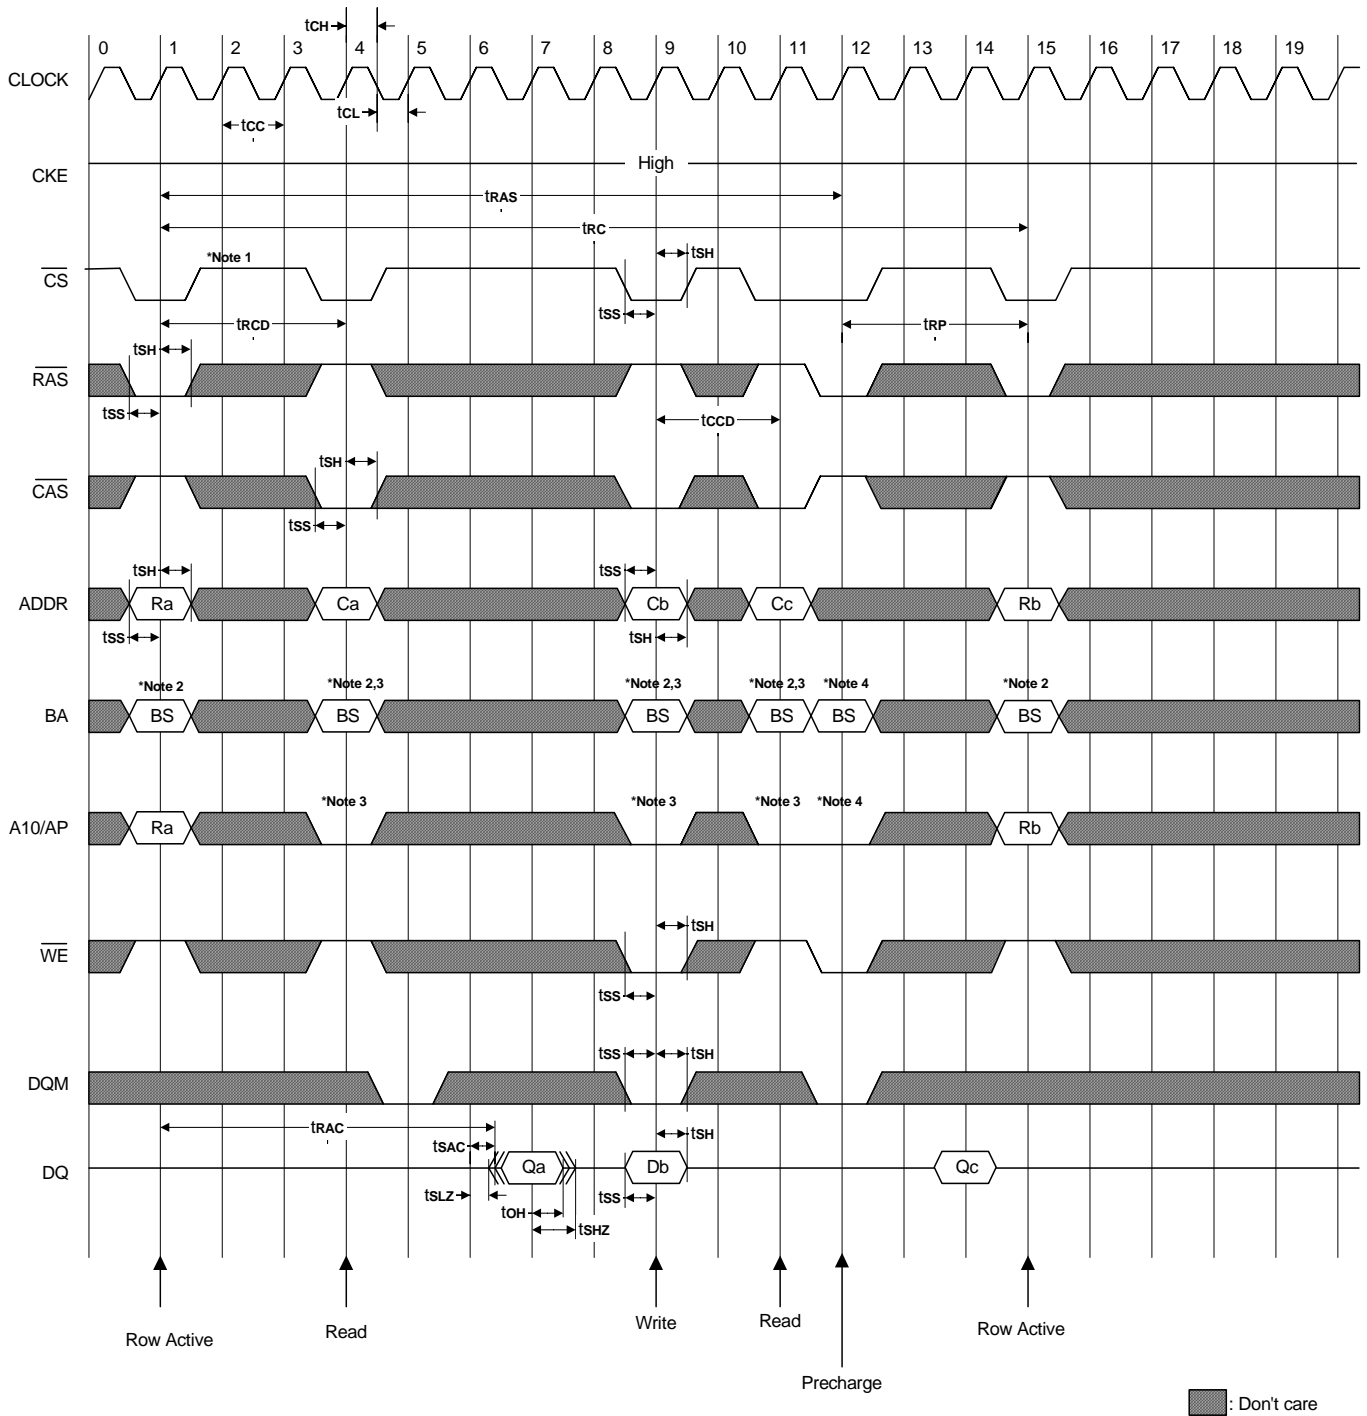 tCH
0 1 2 3 4 5 6 7 8 9 10 11 12 13 14 15 16 17 18 19
CLOCK
tCC
tCL
High
CKE
tRAS
tRC
*Note 1
tSH
CS
tSS
tRCD
tRP
tSH
RAS
tSS
tCCD
tSH
CAS
tSS
tSH
tSS
ADDR
Ra Ca Cb Cc Rb
tSS
tSH
*Note 2 *Note 2,3 *Note 2,3 *Note 2,3 *Note 4 *Note 2
BA
BS BS BS BS BS BS
*Note 3 *Note 3 *Note 3 *Note 4
A10/AP
Ra Rb
tSH
WE
tSS
tSS tSH
DQM
tRAC
tSAC
tSH
DQ
Qa Db Qc
tSLZ
tSS
tOH
tSHZ
Row Active Read Write Read Row Active
Precharge
: Don't care